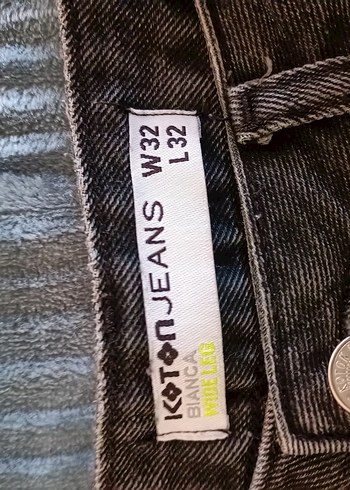 KOTON JEANS W32
L32
BIANCA
WIDE LEG